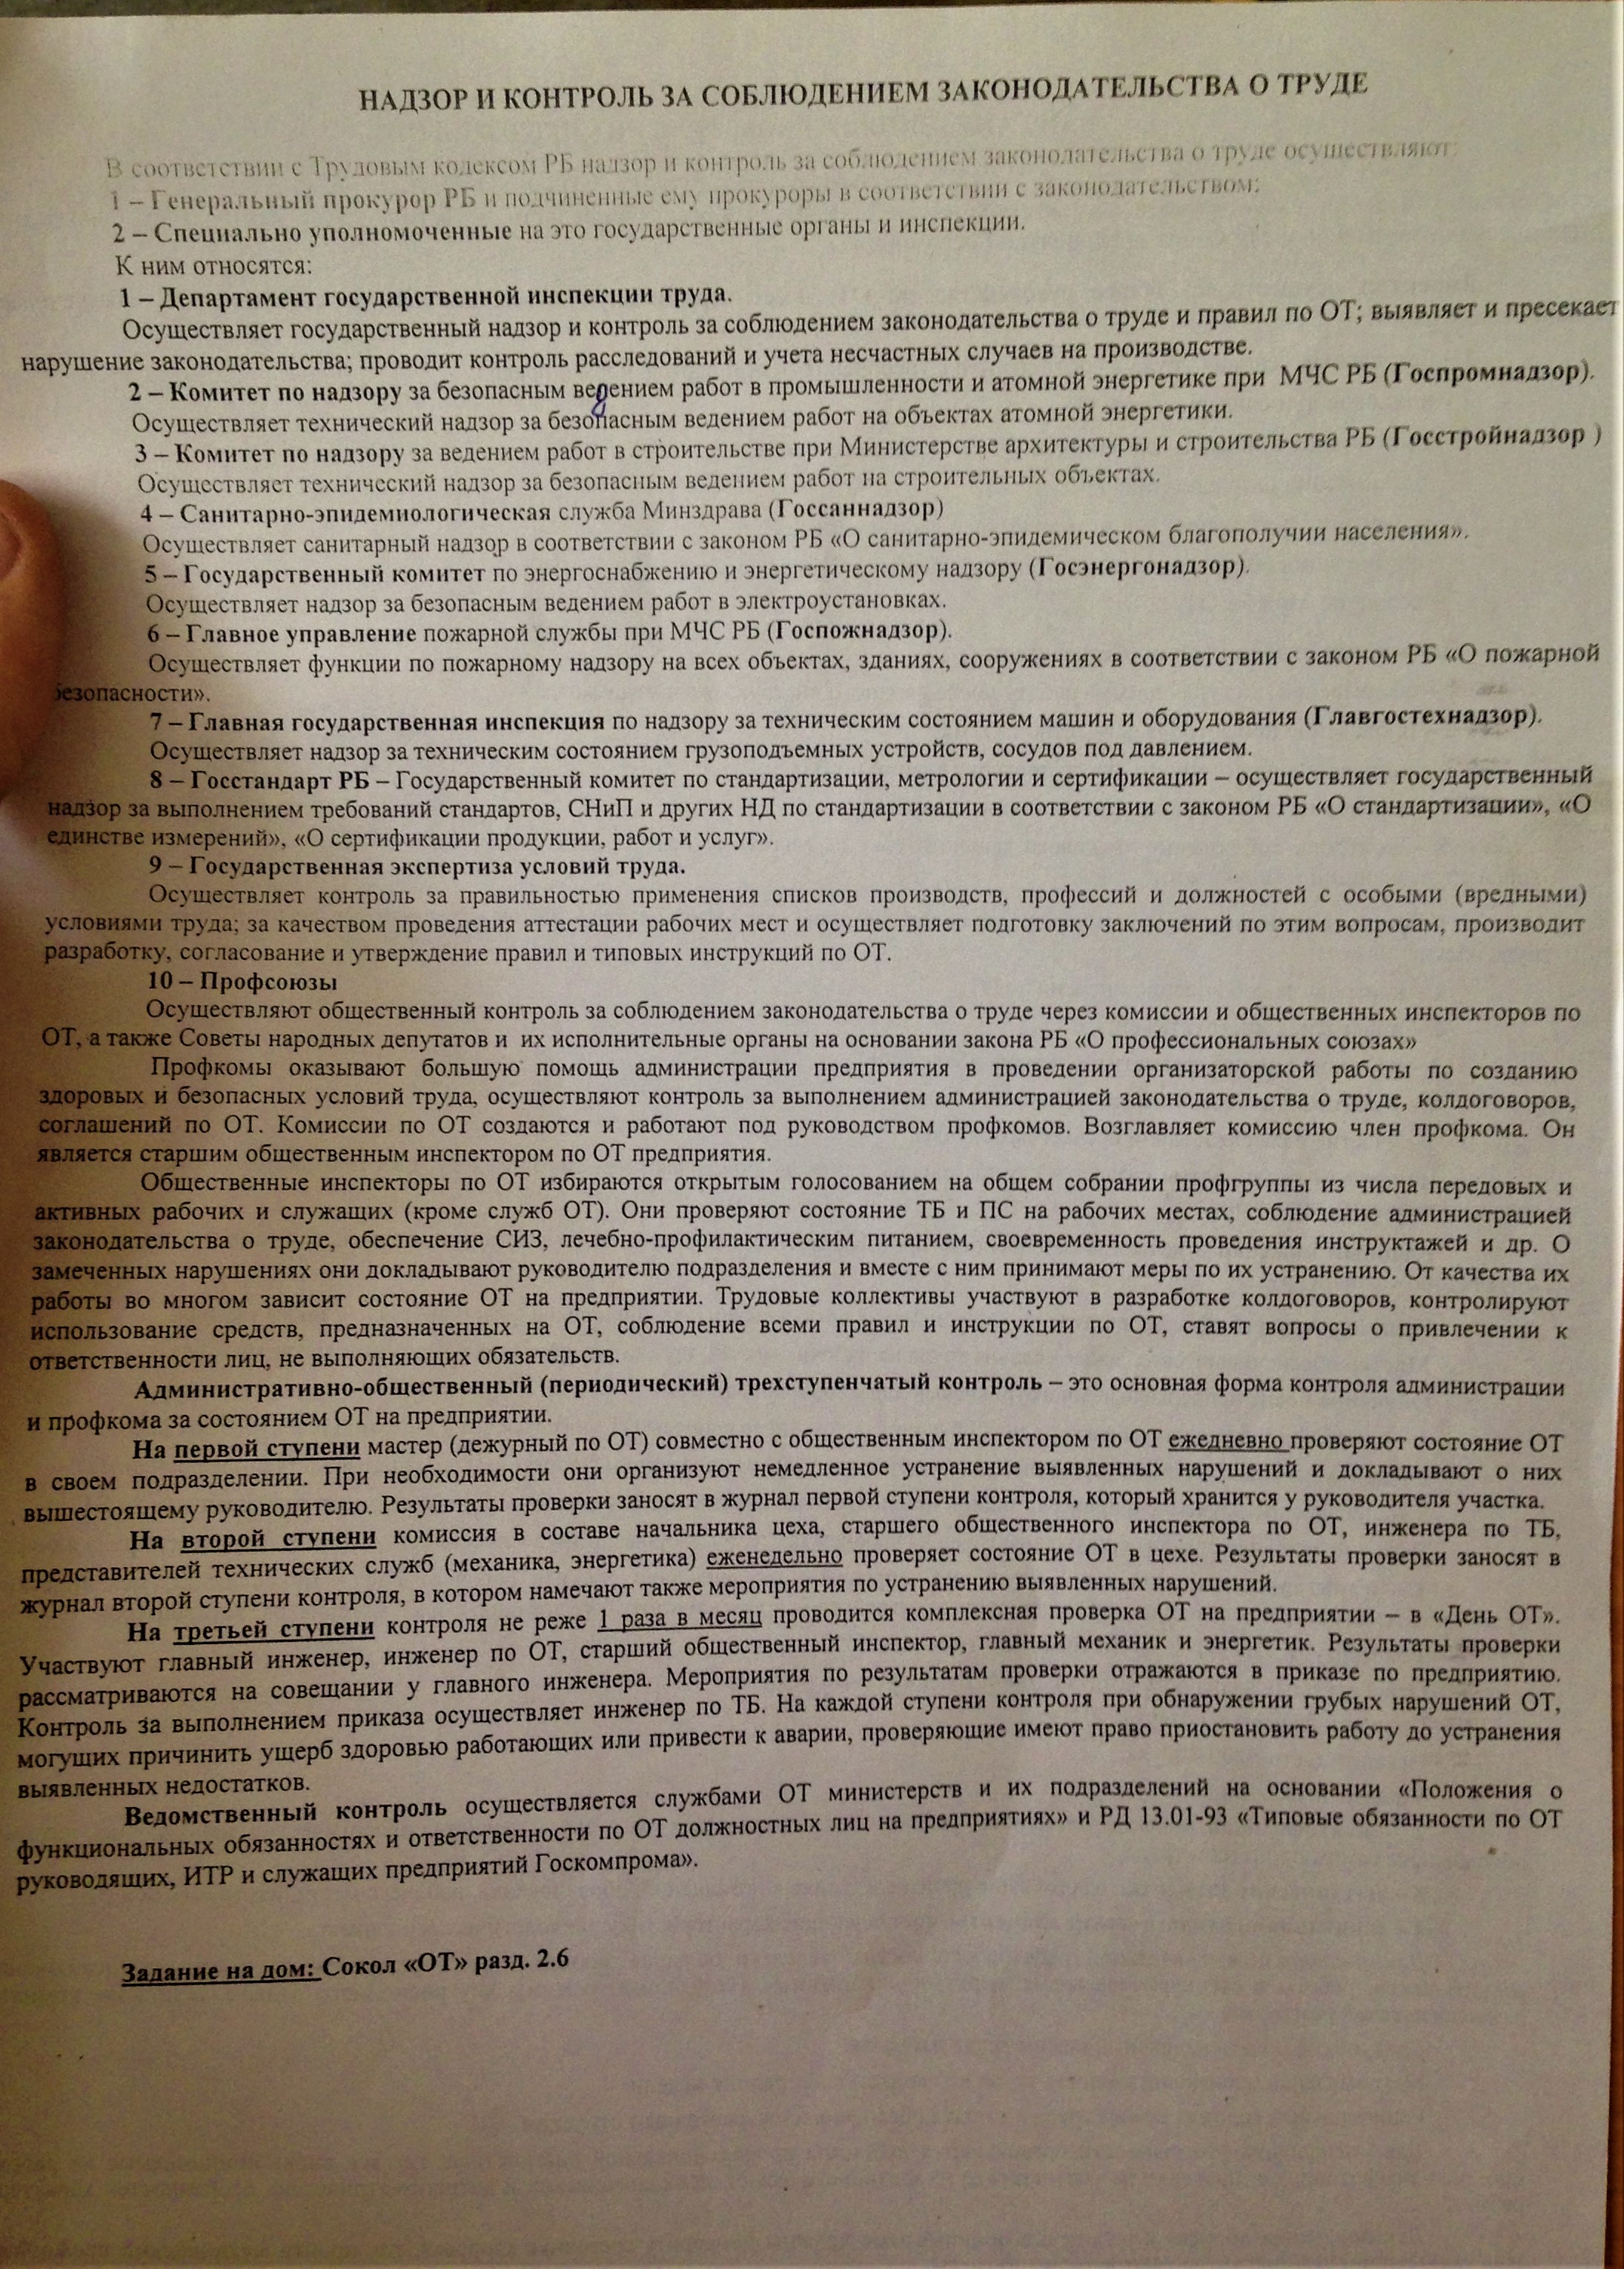 НАДЗОР И КОНТРОЛЬ ЗА СОБЛЮДЕНИЕМ ЗАКОНОДАТЕЛЬСТВА О ТРУДЕ
В соответствии с Трудовым кодексом РБ надзор и контроль за соблюдением законодательства о труде осуществляют:
1 – Генеральный прокурор РБ и подчиненные ему прокуроры в соответствии с законодательством;
2 – Специально уполномоченные на это государственные органы и инспекции.
К ним относятся:
1 – Департамент государственной инспекции труда.
Осуществляет государственный надзор и контроль за соблюдением законодательства о труде и правил по ОТ; выявляет и пресекает
нарушение законодательства; проводит контроль расследований и учета несчастных случаев на производстве.
2 – Комитет по надзору за безопасным ведением работ в промышленности и атомной энергетике при МЧС РБ (Госпромнадзор).
Осуществляет технический надзор за безопасным ведением работ на объектах атомной энергетики.
3 – Комитет по надзору за ведением работ в строительстве при Министерстве архитектуры и строительства РБ (Госстройнадзор )
Осуществляет технический надзор за безопасным ведением работ на строительных объектах.
4 – Санитарно-эпидемиологическая служба Минздрава (Госсаннадзор)
Осуществляет санитарный надзор в соответствии с законом РБ «О санитарно-эпидемическом благополучии населения».
5 – Государственный комитет по энергоснабжению и энергетическому надзору (Госэнергонадзор).
Осуществляет надзор за безопасным ведением работ в электроустановках.
6 – Главное управление пожарной службы при МЧС РБ (Госпожнадзор).
Осуществляет функции по пожарному надзору на всех объектах, зданиях, сооружениях в соответствии с законом РБ «О пожарной
безопасности».
7 – Главная государственная инспекция по надзору за техническим состоянием машин и оборудования (Главгостехнадзор).
Осуществляет надзор за техническим состоянием грузоподъемных устройств, сосудов под давлением.
8 – Госстандарт РБ – Государственный комитет по стандартизации, метрологии и сертификации – осуществляет государственный
надзор за выполнением требований стандартов, СНиП и других НД по стандартизации в соответствии с законом РБ «О стандартизации», «О
единстве измерений», «О сертификации продукции, работ и услуг».
9 – Государственная экспертиза условий труда.
Осуществляет контроль за правильностью применения списков производств, профессий и должностей с особыми (вредными)
условиями труда; за качеством проведения аттестации рабочих мест и осуществляет подготовку заключений по этим вопросам, производит
разработку, согласование и утверждение правил и типовых инструкций по ОТ.
10 – Профсоюзы
Осуществляют общественный контроль за соблюдением законодательства о труде через комиссии и общественных инспекторов по
ОТ, а также Советы народных депутатов и их исполнительные органы на основании закона РБ «О профессиональных союзах»
Профкомы оказывают большую помощь администрации предприятия в проведении организаторской работы по созданию
здоровых и безопасных условий труда, осуществляют контроль за выполнением администрацией законодательства о труде, колдоговоров,
соглашений по ОТ. Комиссии по ОТ создаются и работают под руководством профкомов. Возглавляет комиссию член профкома. Он
является старшим общественным инспектором по ОТ предприятия.
Общественные инспекторы по ОТ избираются открытым голосованием на общем собрании профгруппы из числа передовых и
активных рабочих и служащих (кроме служб ОТ). Они проверяют состояние ТБ и ПС на рабочих местах, соблюдение администрацией
законодательства о труде, обеспечение СИЗ, лечебно-профилактическим питанием, своевременность проведения инструктажей и др. О
замеченных нарушениях они докладывают руководителю подразделения и вместе с ним принимают меры по их устранению. От качества их
работы во многом зависит состояние ОТ на предприятии. Трудовые коллективы участвуют в разработке колдоговоров, контролируют
использование средств, предназначенных на ОТ, соблюдение всеми правил и инструкции по ОТ, ставят вопросы о привлечении к
ответственности лиц, не выполняющих обязательств.
Административно-общественный (периодический) трехступенчатый контроль – это основная форма контроля администрации
и профкома за состоянием ОТ на предприятии.
На первой ступени мастер (дежурный по ОТ) совместно с общественным инспектором по ОТ ежедневно проверяют состояние ОТ
в своем подразделении. При необходимости они организуют немедленное устранение выявленных нарушений и докладывают о них
вышестоящему руководителю. Результаты проверки заносят в журнал первой ступени контроля, который хранится у руководителя участка.
На второй ступени комиссия в составе начальника цеха, старшего общественного инспектора по ОТ, инженера по ТБ,
представителей технических служб (механика, энергетика) еженедельно проверяет состояние ОТ в цехе. Результаты проверки заносят в
журнал второй ступени контроля, в котором намечают также мероприятия по устранению выявленных нарушений.
На третьей ступени контроля не реже 1 раза в месяц проводится комплексная проверка ОТ на предприятии – в «День ОТ».
Участвуют главный инженер, инженер по ОТ, старший общественный инспектор, главный механик и энергетик. Результаты проверки
рассматриваются на совещании у главного инженера. Мероприятия по результатам проверки отражаются в приказе по предприятию.
Контроль за выполнением приказа осуществляет инженер по ТБ. На каждой ступени контроля при обнаружении грубых нарушений ОТ,
могущих причинить ущерб здоровью работающих или привести к аварии, проверяющие имеют право приостановить работу до устранения
выявленных недостатков.
Ведомственный контроль осуществляется службами ОТ министерств и их подразделений на основании «Положения о
функциональных обязанностях и ответственности по ОТ должностных лиц на предприятиях» и РД 13.01-93 «Типовые обязанности по ОТ
руководящих, ИТР и служащих предприятий Госкомпрома».
Задание на дом: Сокол «ОТ» разд. 2.6